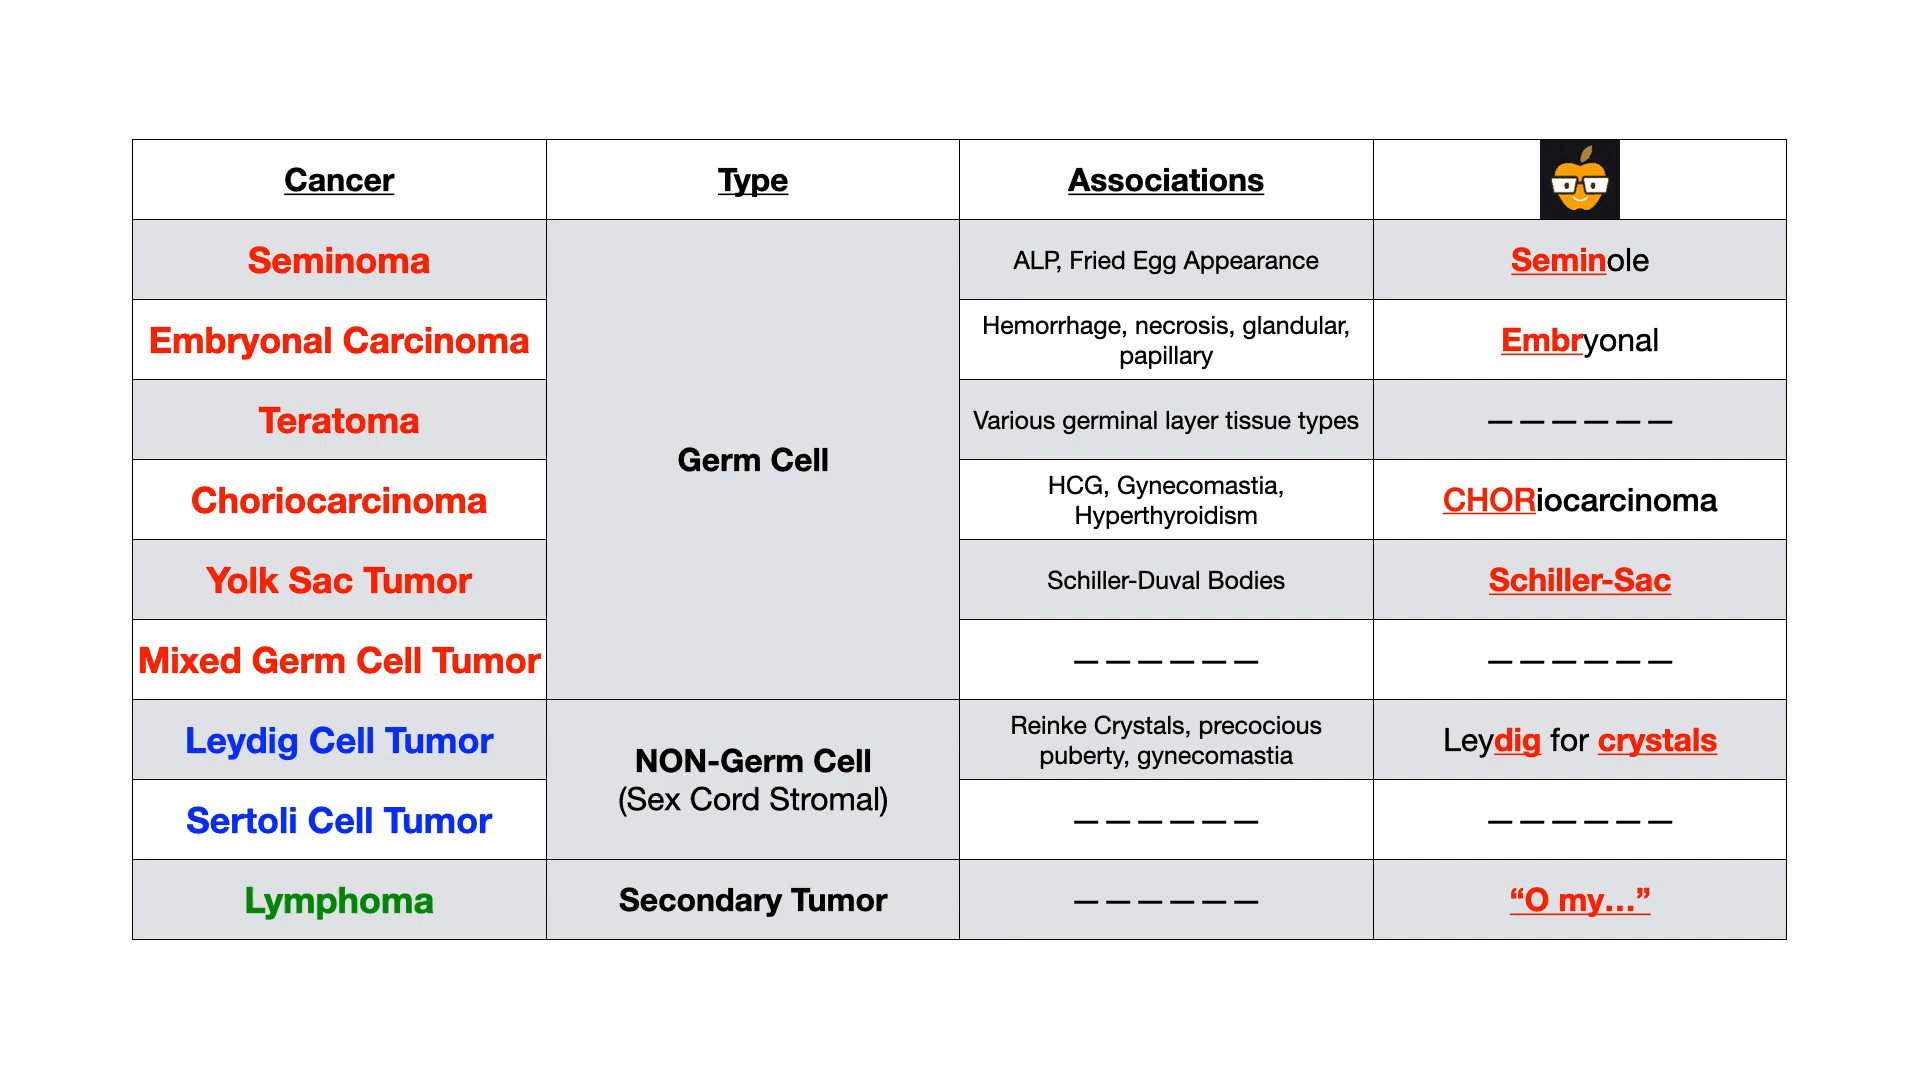 Cancer
Type
Associations
Seminoma
Germ Cell
ALP, Fried Egg Appearance
Seminole
Embryonal Carcinoma
Hemorrhage, necrosis, glandular,
papillary
Embryonal
Teratoma
Various germinal layer tissue types
— — — — — —
Choriocarcinoma
HCG, Gynecomastia,
Hyperthyroidism
CHORiocarcinoma
Yolk Sac Tumor
Schiller-Duval Bodies
Schiller-Sac
Mixed Germ Cell Tumor
— — — — — —
— — — — — —
Leydig Cell Tumor
NON-Germ Cell
(Sex Cord Stromal)
Reinke Crystals, precocious
puberty, gynecomastia
Leydig for crystals
Sertoli Cell Tumor
— — — — — —
— — — — — —
Lymphoma
Secondary Tumor
— — — — — —
“O my…”